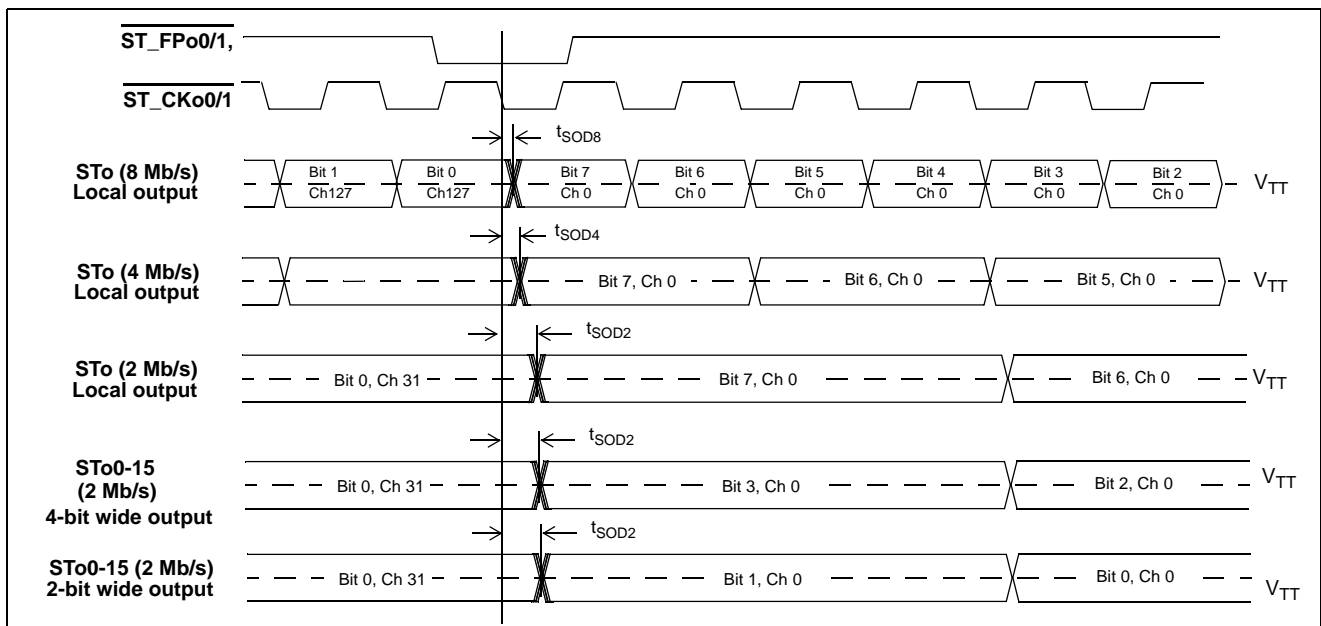 ST_FPo0/1,
ST_CKo0/1
tSOD8
STo (8 Mb/s)
Local output
Bit 1
Ch127
Bit 0
Ch127
Bit 7
Ch 0
Bit 6
Ch 0
Bit 5
Ch 0
Bit 4
Ch 0
Bit 3
Ch 0
Bit 2
Ch 0
VTT
tSOD4
STo (4 Mb/s)
Local output
Bit 7, Ch 0
Bit 6, Ch 0
Bit 5, Ch 0
VTT
tSOD2
STo (2 Mb/s)
Local output
Bit 0, Ch 31
Bit 7, Ch 0
Bit 6, Ch 0
VTT
tSOD2
STo0-15
(2 Mb/s)
4-bit wide output
Bit 0, Ch 31
Bit 3, Ch 0
Bit 2, Ch 0
VTT
tSOD2
STo0-15 (2 Mb/s)
2-bit wide output
Bit 0, Ch 31
Bit 1, Ch 0
Bit 0, Ch 0
VTT